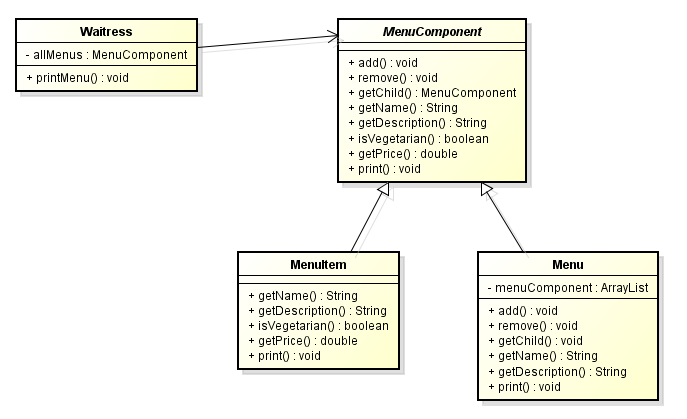 Waitress
- allMenus : MenuComponent
+ printMenu() : void
MenuComponent
+ add() : void
+ remove() : void
+ getChild() : MenuComponent
+ getName() : String
+ getDescription() : String
+ isVegetarian() : boolean
+ getPrice() : double
+ print() : void
MenuItem
+ getName() : String
+ getDescription() : String
+ isVegetarian() : boolean
+ getPrice() : double
+ print() : void
Menu
- menuComponent : ArrayList
+ add() : void
+ remove() : void
+ getChild() : void
+ getName() : String
+ getDescription() : String
+ print() : void